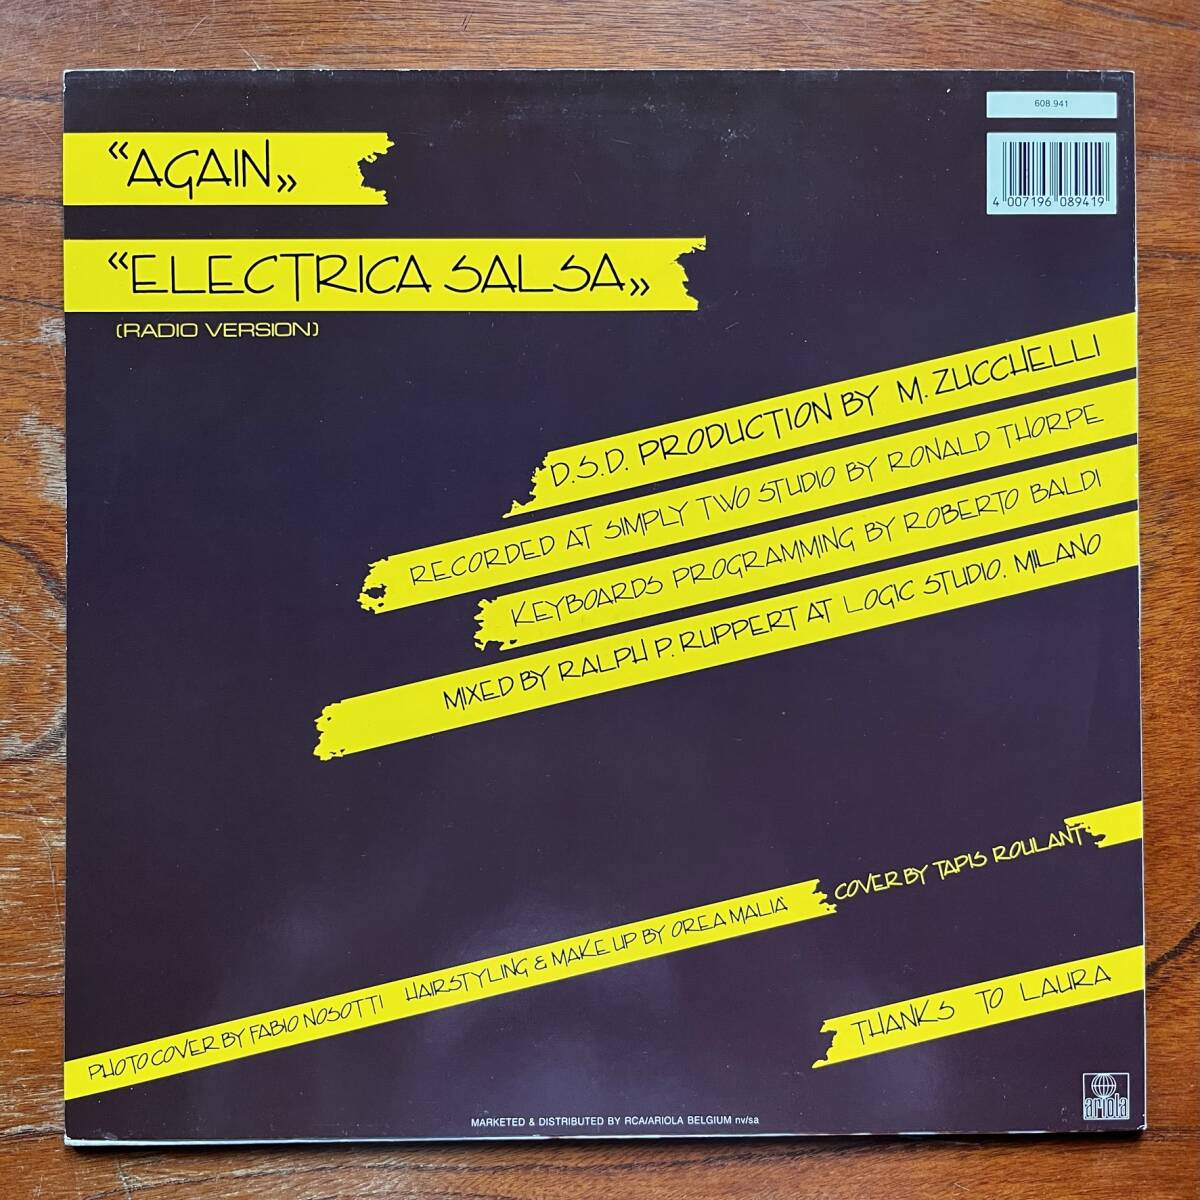 608.941
4 007196 089419
«AGAIN»
«ELECTRICA SALSA»
(RADIO VERSION)
D.S.D. PRODUCTION BY M. ZUCCHELLI
RECORDED AT SIMPLY TWO STUDIO BY RONALD THORPE
KEYBOARDS PROGRAMMING BY ROBERTO BALDI
MIXED BY RALPH P. RUPPERT AT LOGIC STUDIO. MILANO
COVER BY TAPIS ROULANT
PHOTO COVER BY FABIO NOSOTTI HAIRSTYLING & MAKE UP BY OREA MALIÀ
THANKS TO LAURA
ariola
MARKETED & DISTRIBUTED BY RCA/ARIOLA BELGIUM nv/sa